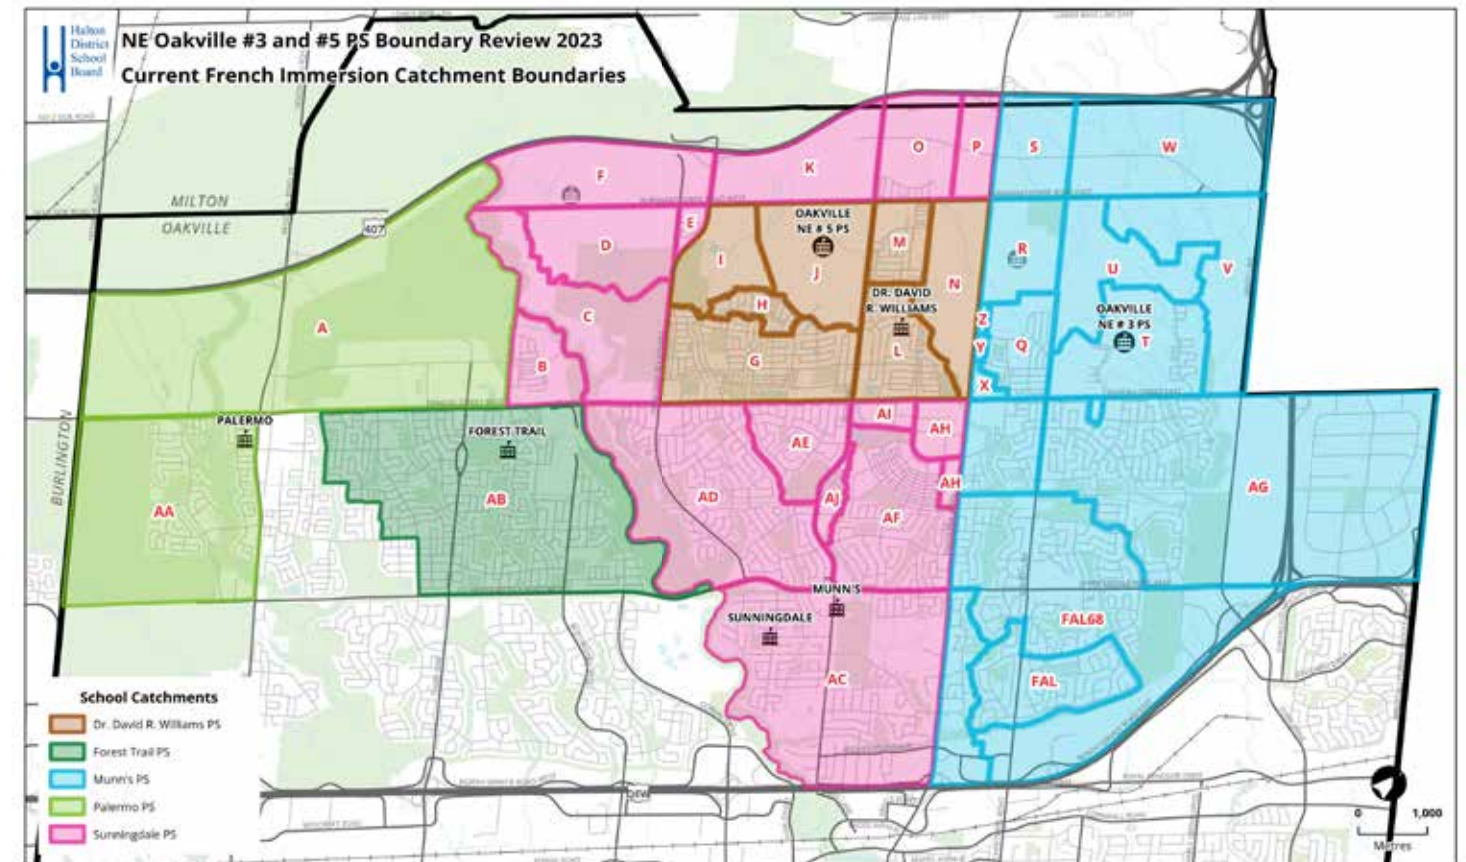 Halton
District
School
Board
NE Oakville #3 and #5 PS Boundary Review 2023
Current French Immersion Catchment Boundaries
MILTON
OAKVILLE
407
BURLINGTON
F
K
O
P
S
W
E
D
OAKVILLE
NE # 5 PS
I
J
M
N
R
U
V
A
C
H
DR. DAVID
R. WILLIAMS
Z
OAKVILLE
NE # 3 PS
T
B
G
L
Y
Q
X
PALERMO
FOREST TRAIL
AI
AH
AE
AA
AB
AD
AJ
AF
AH
AG
MUNN'S
SUNNINGDALE
FAL68
AC
FAL
QEW
School Catchments
Dr. David R. Williams PS
Forest Trail PS
Munn's PS
Palermo PS
Sunningdale PS
0 1,000
Metres